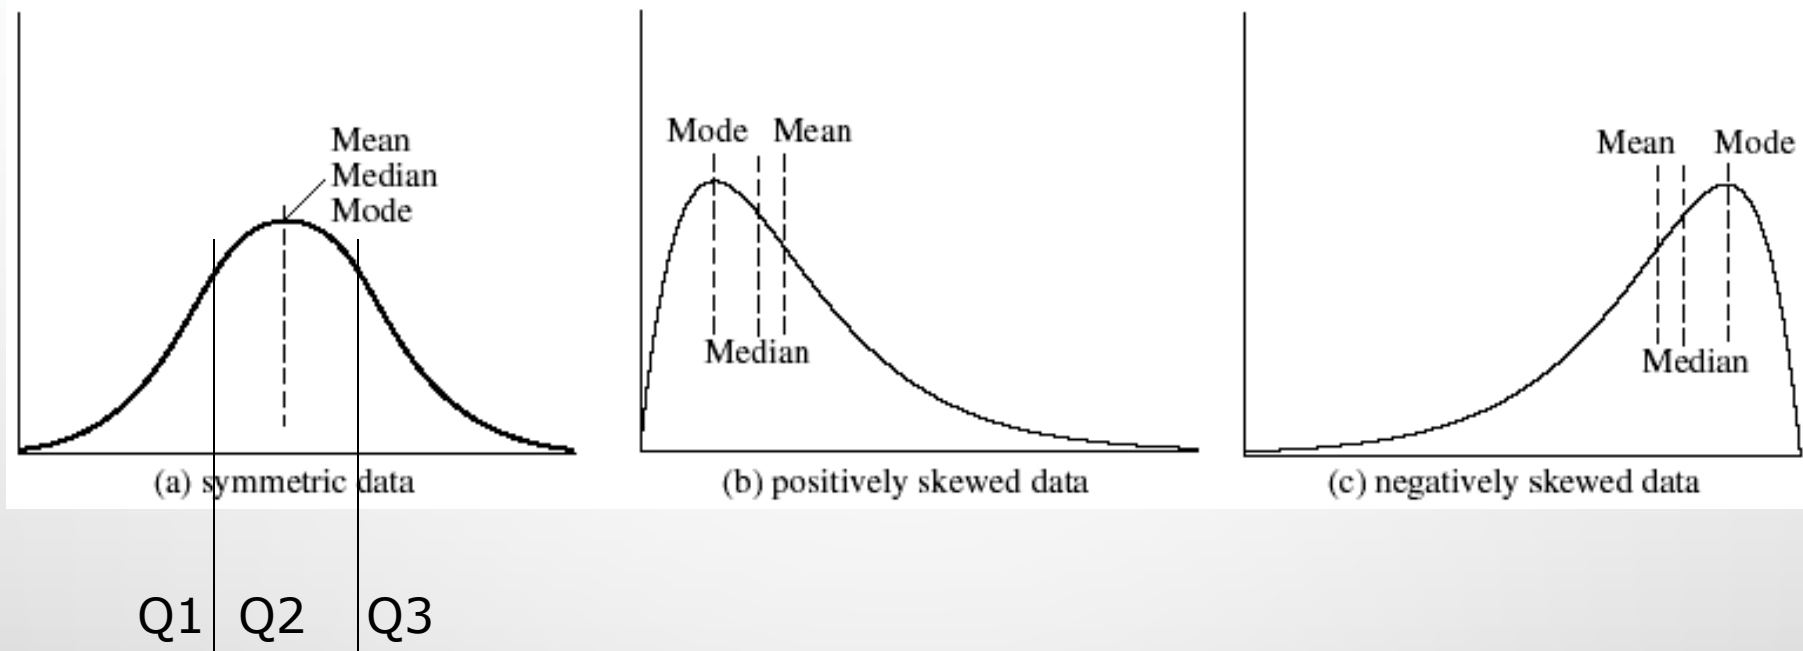 Mean
Median
Mode
(a) symmetric data
Mode Mean
Median
(b) positively skewed data
Mean Mode
Median
(c) negatively skewed data
Q1 Q2 Q3